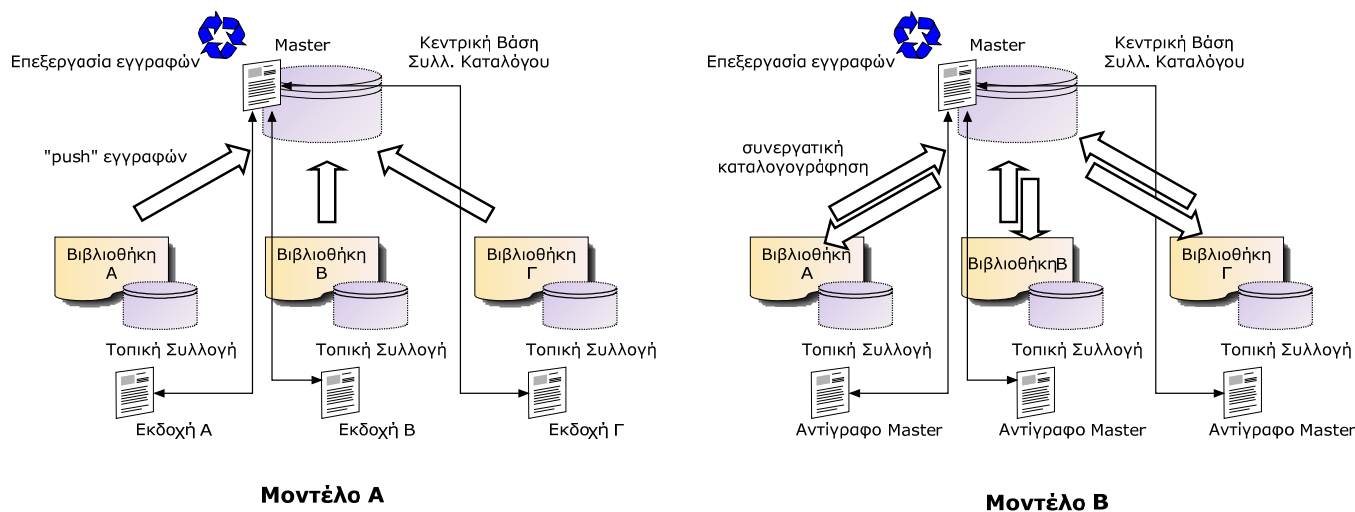 Master
Κεντρική Βάση
Συλλ. Καταλόγου
Επεξεργασία εγγραφών
"push" εγγραφών
Βιβλιοθήκη
Α
Βιβλιοθήκη
Β
Βιβλιοθήκη
Γ
Τοπική Συλλογή
Τοπική Συλλογή
Τοπική Συλλογή
Εκδοχή Α
Εκδοχή Β
Εκδοχή Γ
Μοντέλο Α
Master
Κεντρική Βάση
Συλλ. Καταλόγου
Επεξεργασία εγγραφών
συνεργατική
καταλογογράφηση
Βιβλιοθήκη
Α
ΒιβλιοθήκηΒ
Βιβλιοθήκη
Γ
Τοπική Συλλογή
Τοπική Συλλογή
Τοπική Συλλογή
Αντίγραφο Master
Αντίγραφο Master
Αντίγραφο Master
Μοντέλο Β